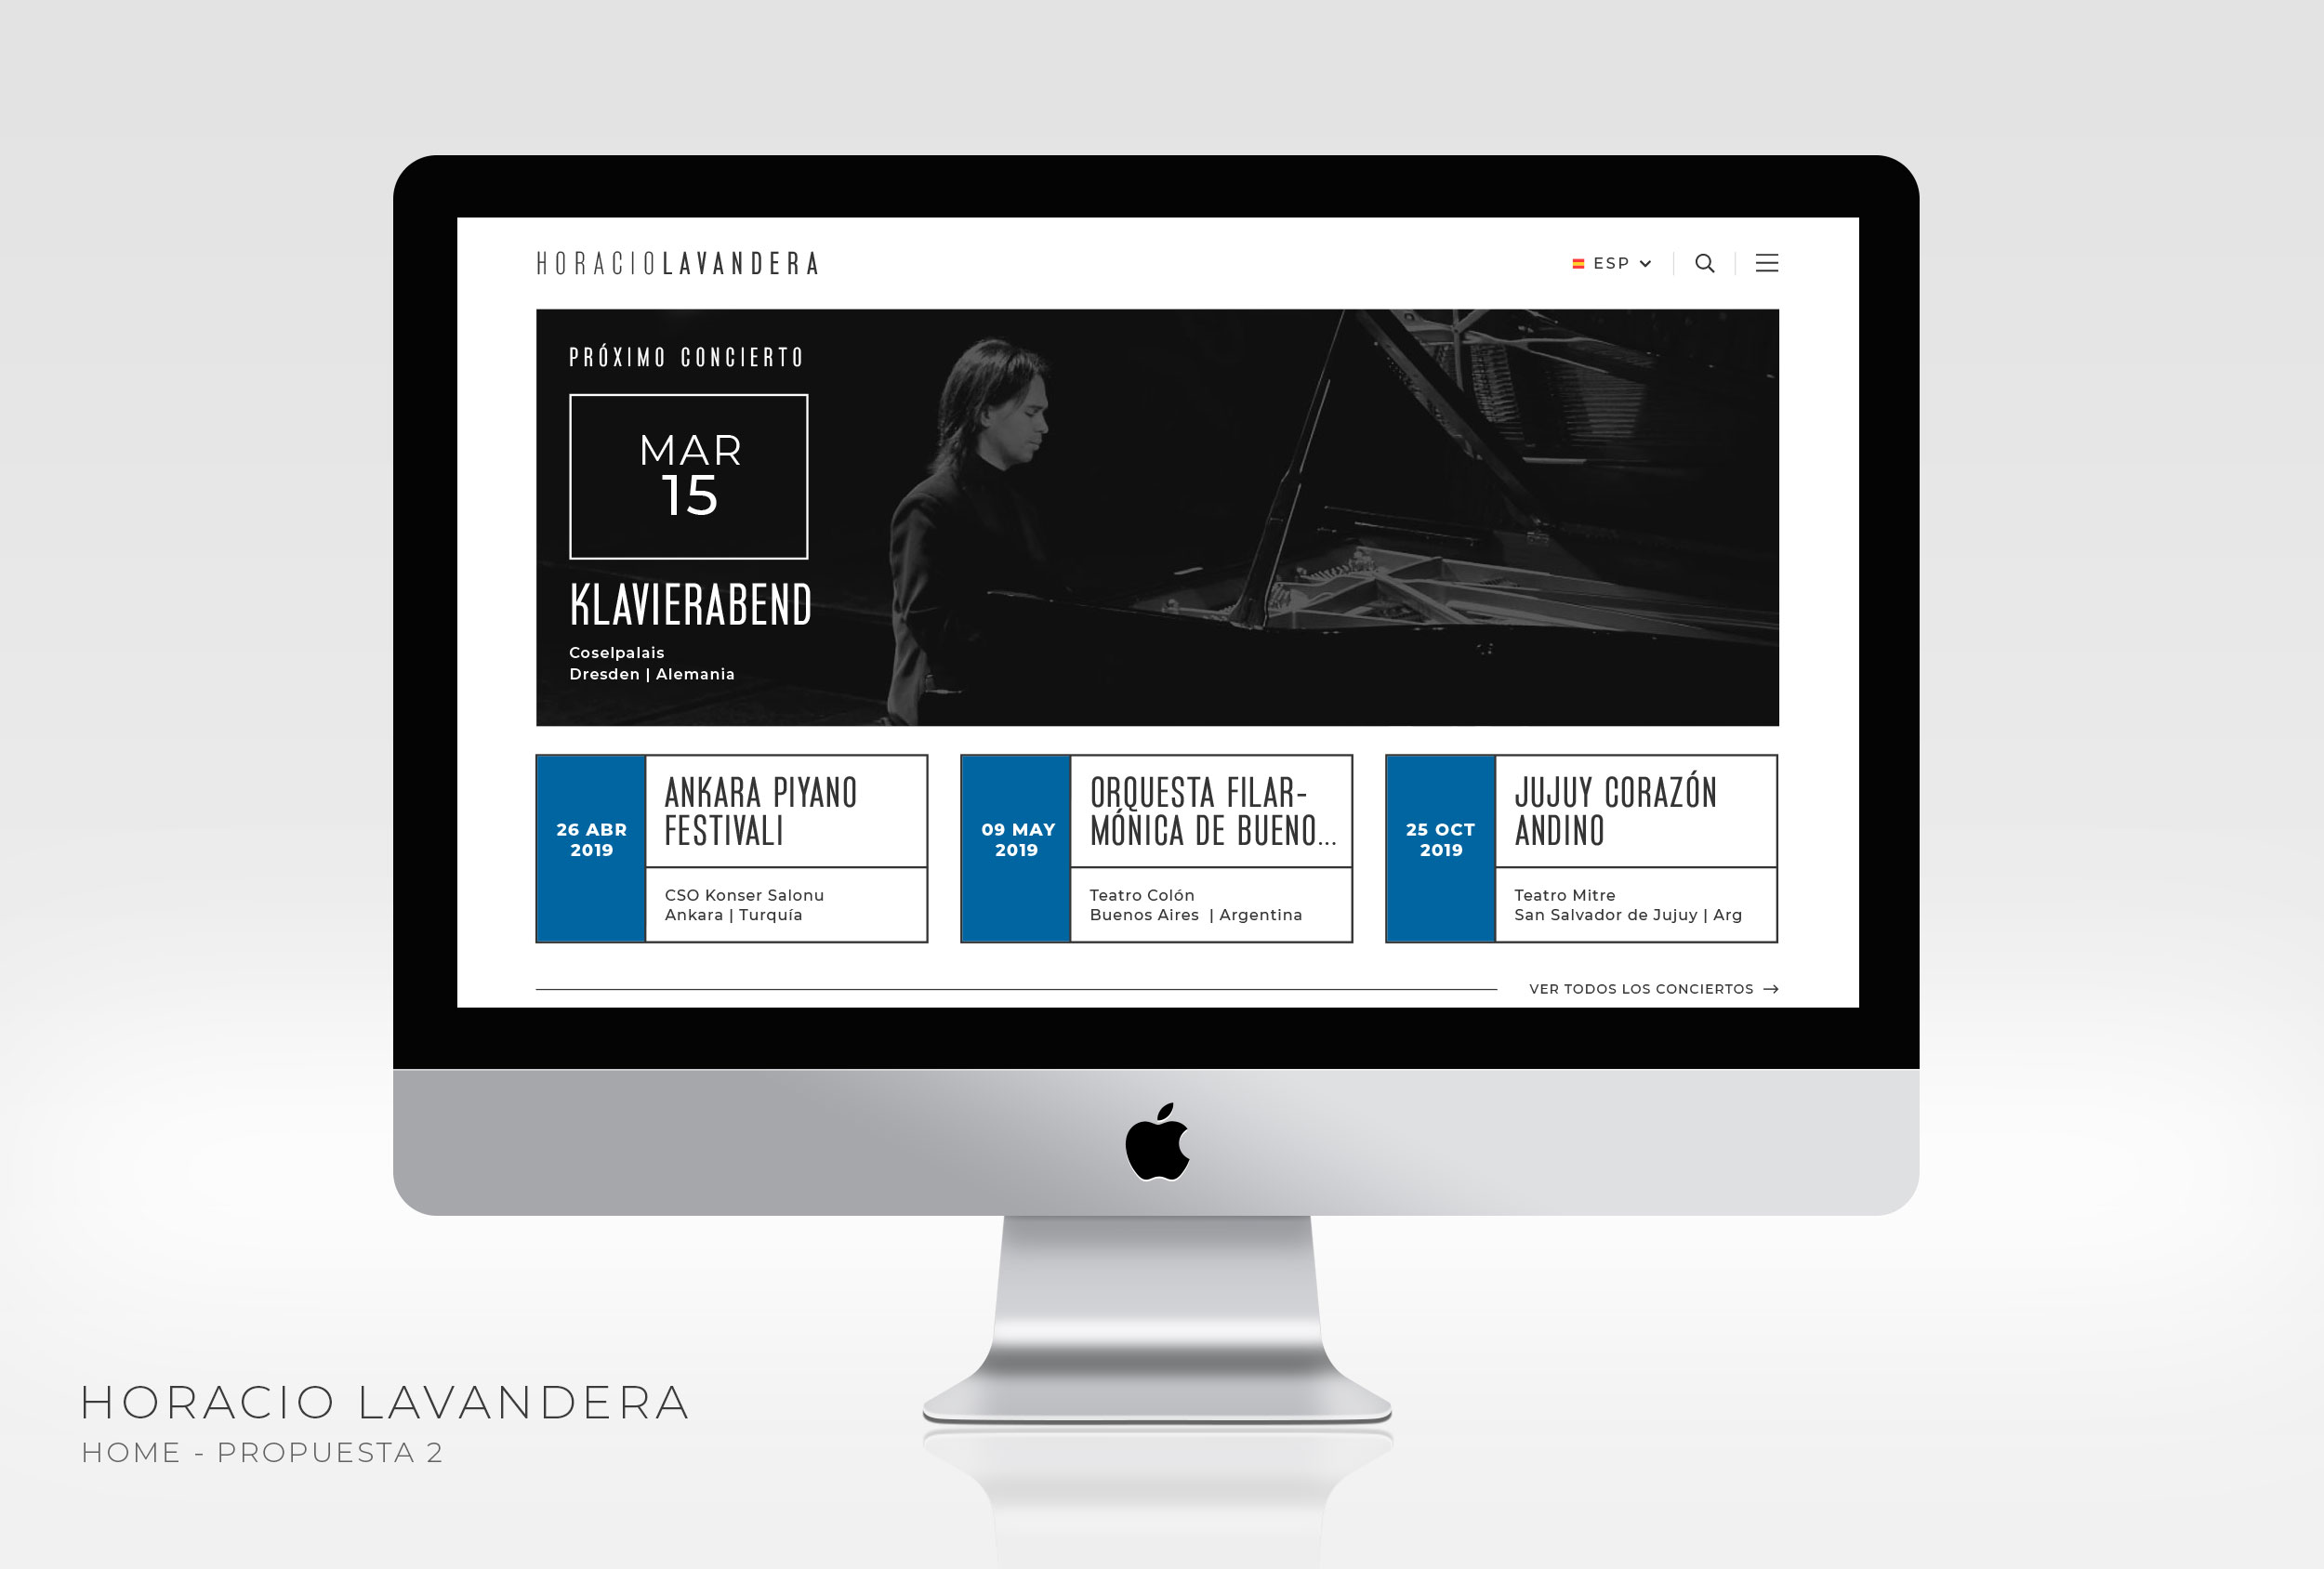 HORACIOLAVANDERA
ESP
PRÓXIMO CONCIERTO
MAR
15
KLAVIERABEND
Coselpalais
Dresden | Alemania
26 ABR
2019
ANKARA PIYANO
FESTIVALI
CSO Konser Salonu
Ankara | Turquía
09 MAY
2019
ORQUESTA FILAR-
MÓNICA DE BUENO...
Teatro Colón
Buenos Aires | Argentina
25 OCT
2019
JUJUY CORAZÓN
ANDINO
Teatro Mitre
San Salvador de Jujuy | Arg
VER TODOS LOS CONCIERTOS →
HORACIO LAVANDERA
HOME - PROPUESTA 2